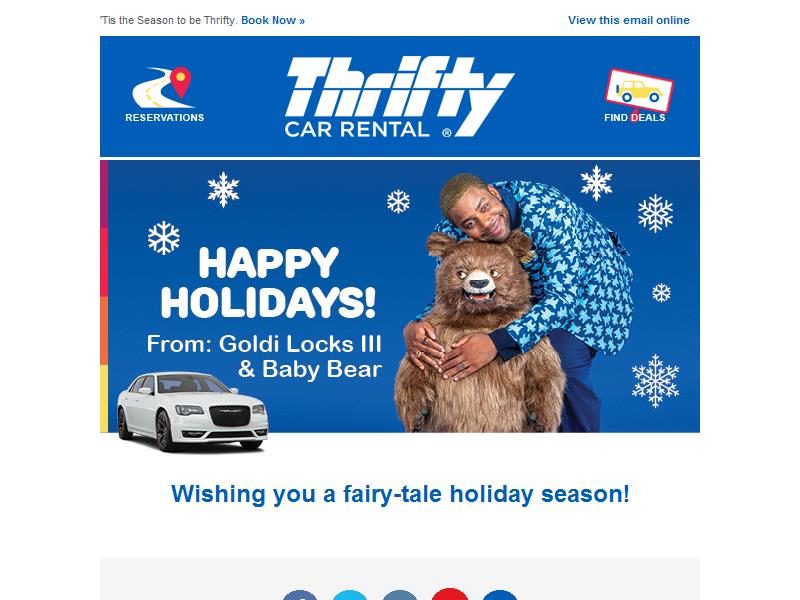 'Tis the Season to be Thrifty. Book Now »
View this email online
RESERVATIONS
Thrifty
CAR RENTAL ®
FIND DEALS
HAPPY
HOLIDAYS!
From: Goldi Locks III
& Baby Bear
Wishing you a fairy-tale holiday season!